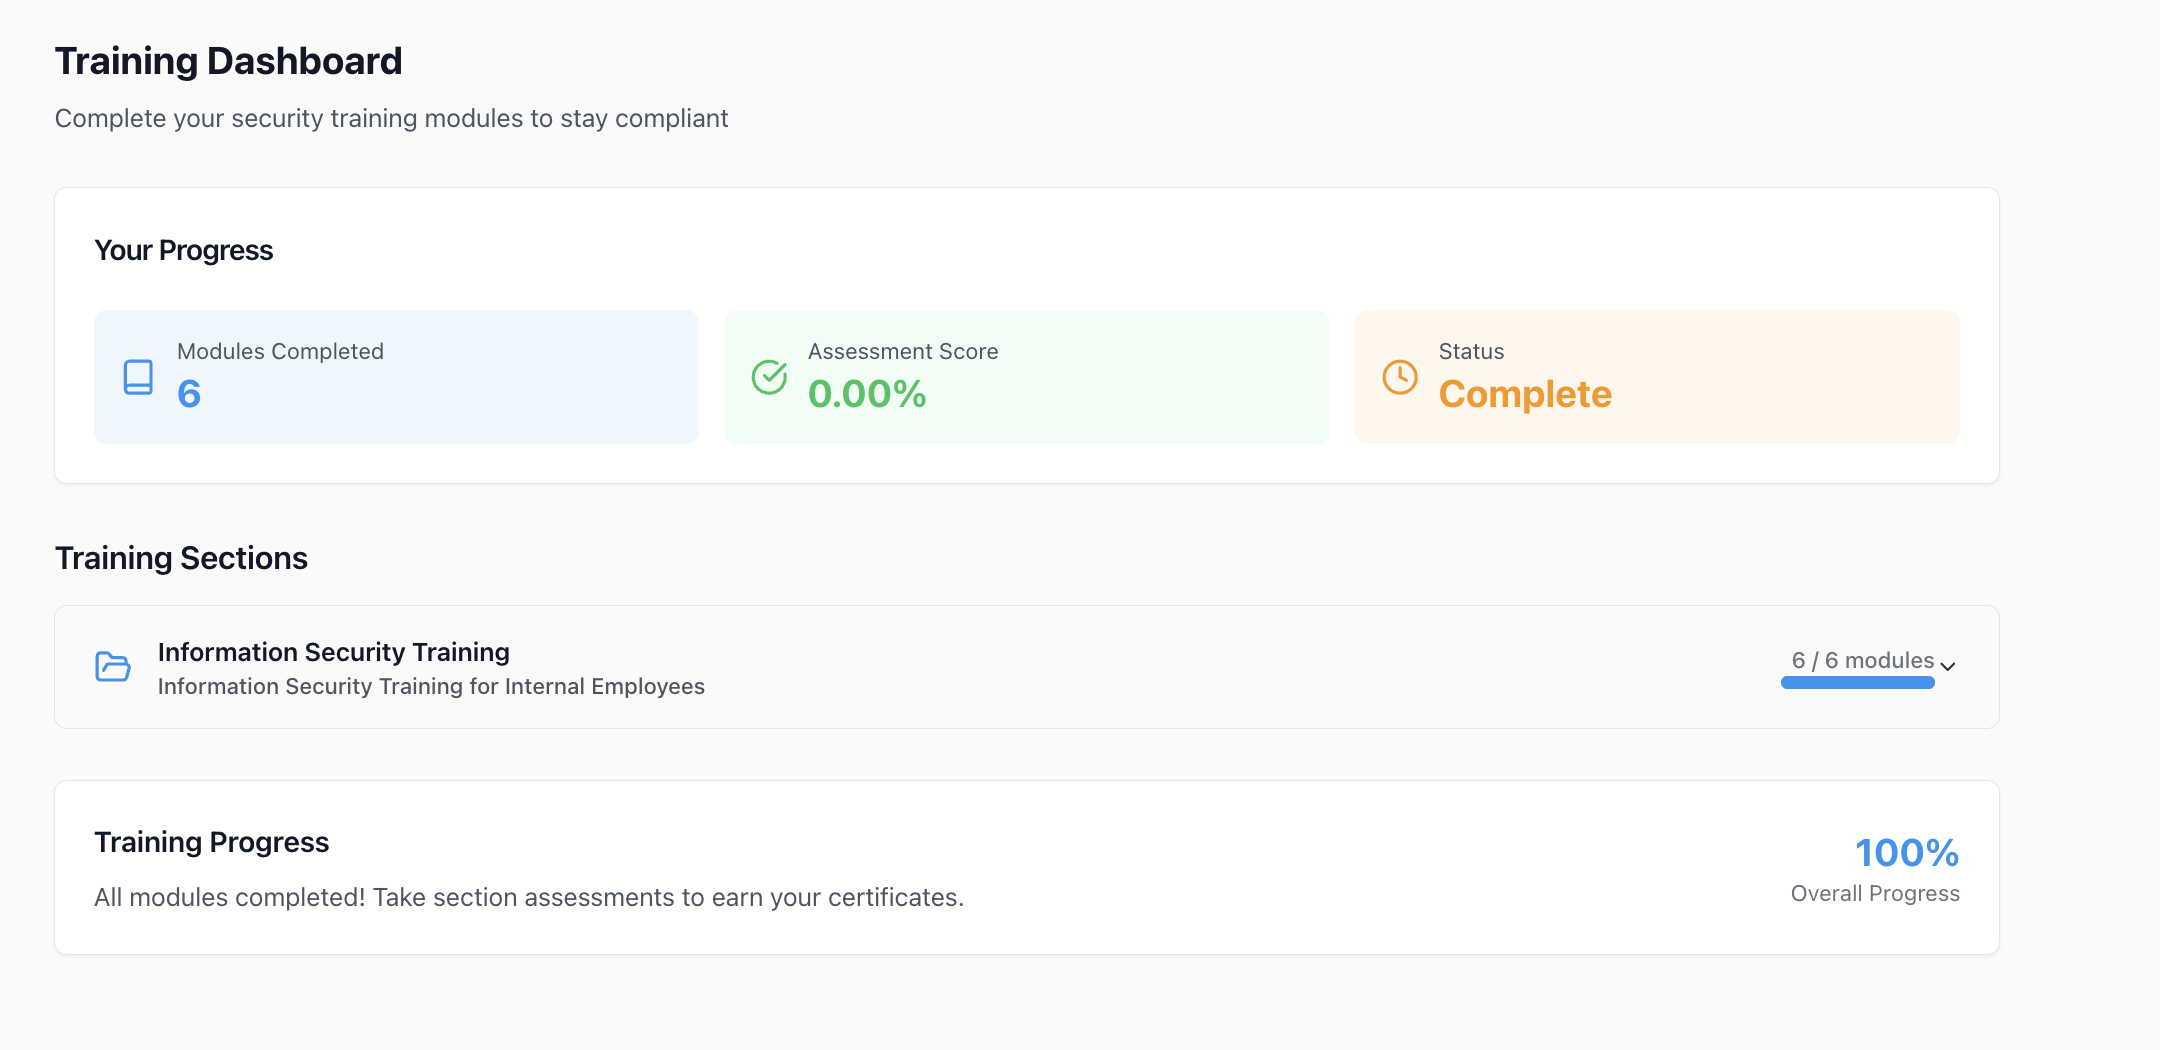 Training Dashboard
Complete your security training modules to stay compliant
Your Progress
Modules Completed
6
Assessment Score
0.00%
Status
Complete
Training Sections
Information Security Training
Information Security Training for Internal Employees
6 / 6 modules
Training Progress
All modules completed! Take section assessments to earn your certificates.
100%
Overall Progress